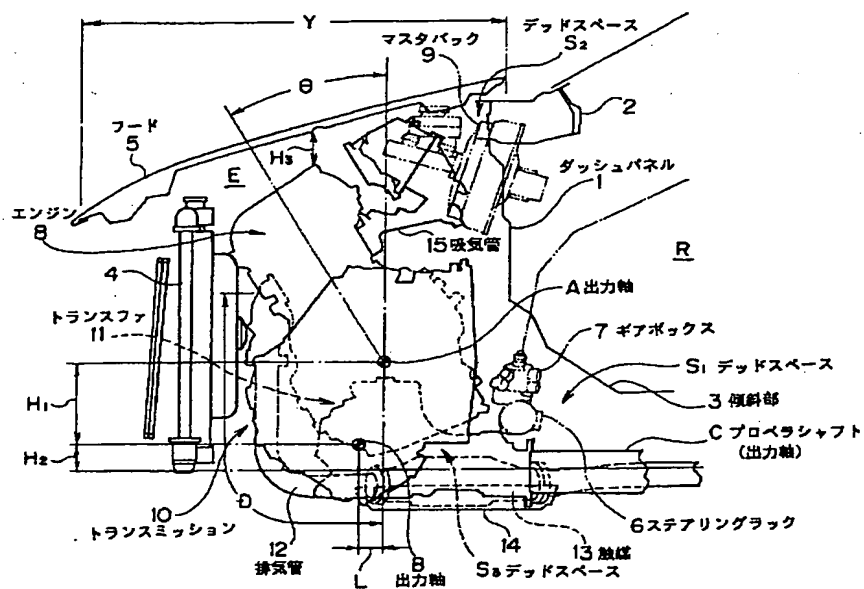 Y
デッドスペース
S2
マスタバック
9
θ
2
フード
5
H3
E
ダッシュパネル
1
エンジン
8
15 吸気管
R
4
A 出力軸
トランスファ
11
7 ギアボックス
S1 デッドスペース
H1
3 傾斜部
C プロペラシャフト
(出力軸)
H2
D
10
トランスミッション
12
排気管
L
B
出力軸
S3 デッドスペース
14
13 触媒
6 ステアリングラック